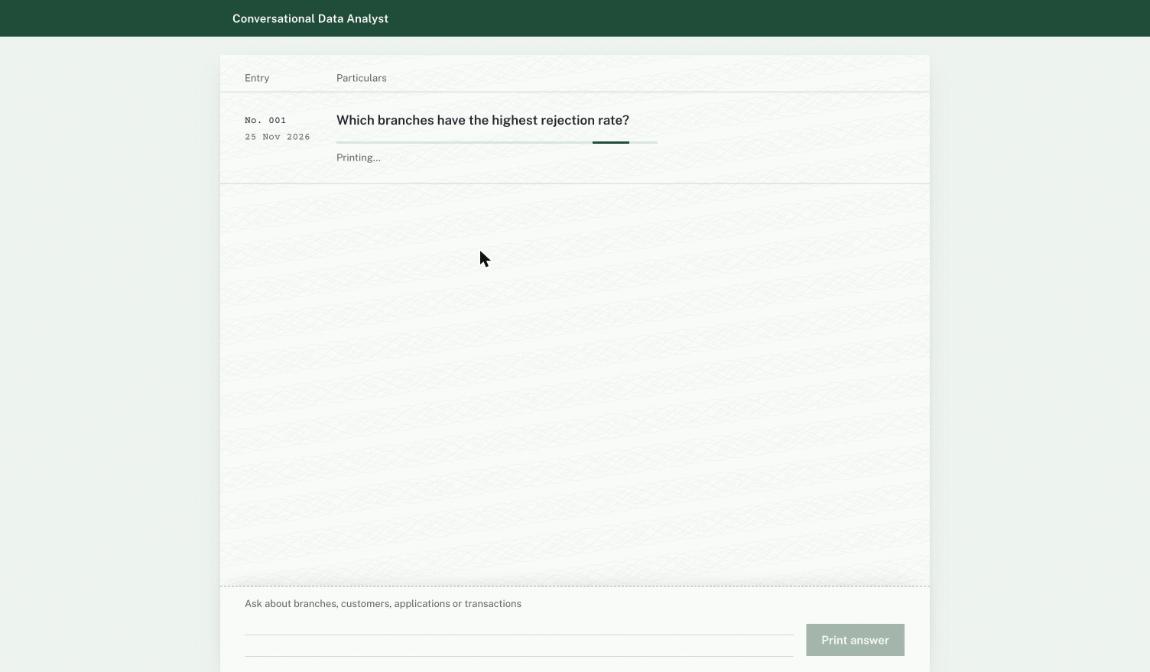 Conversational Data Analyst
Entry Particulars
No. 001 Which branches have the highest rejection rate?
25 Nov 2026
Printing...
Ask about branches, customers, applications or transactions
Print answer